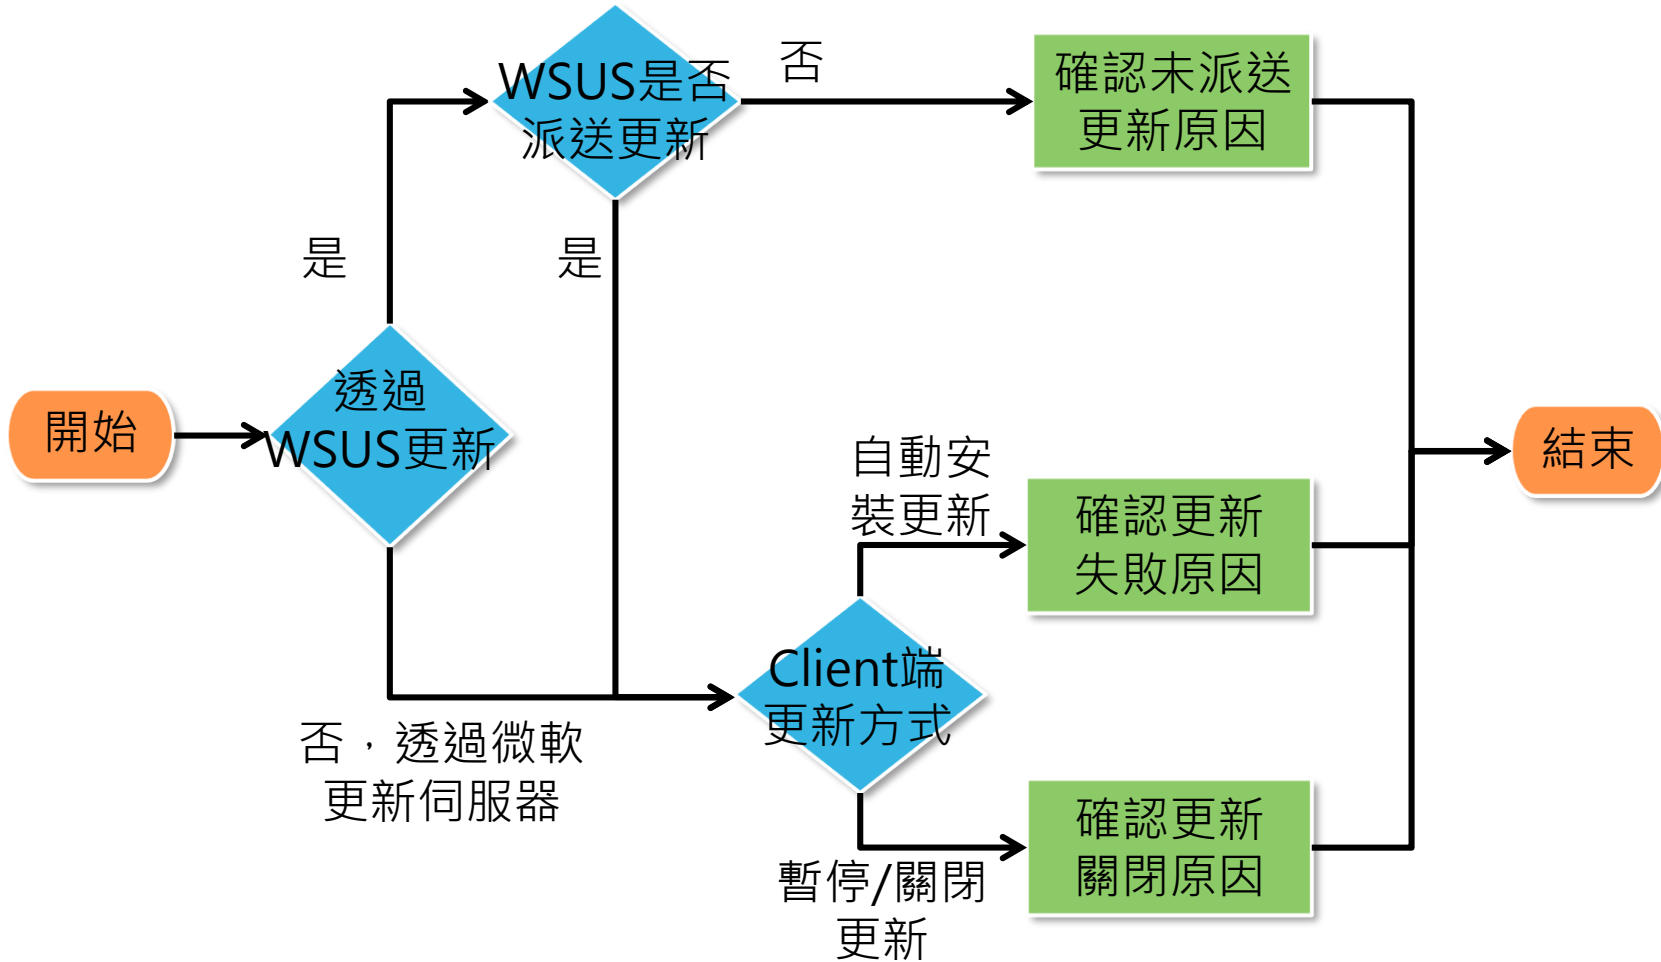 開始
透過
WSUS更新
是
WSUS是否
派送更新
否
確認未派送
更新原因
是
否，透過微軟
更新伺服器
Client端
更新方式
自動安
裝更新
確認更新
失敗原因
暫停/關閉
更新
確認更新
關閉原因
結束